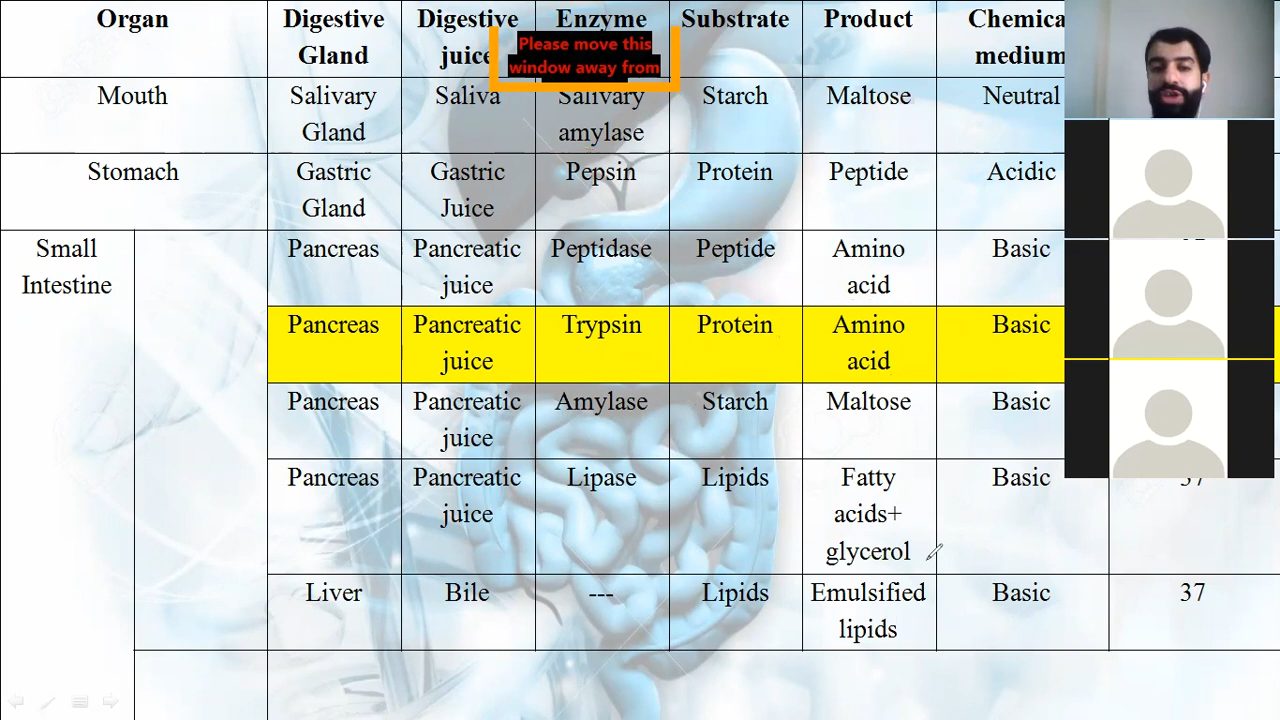 Organ
Digestive
Gland
Digestive
juice
Enzyme
Substrate
Product
Chemica
medium
Please move this
window away from
Mouth
Salivary
Gland
Saliva
Salivary
amylase
Starch
Maltose
Neutral
Stomach
Gastric
Gland
Gastric
Juice
Pepsin
Protein
Peptide
Acidic
Small
Intestine
Pancreas
Pancreatic
juice
Peptidase
Peptide
Amino
acid
Basic
Pancreas
Pancreatic
juice
Trypsin
Protein
Amino
acid
Basic
Pancreas
Pancreatic
juice
Amylase
Starch
Maltose
Basic
Pancreas
Pancreatic
juice
Lipase
Lipids
Fatty
acids+
glycerol
Basic
Liver
Bile
---
Lipids
Emulsified
lipids
Basic
37